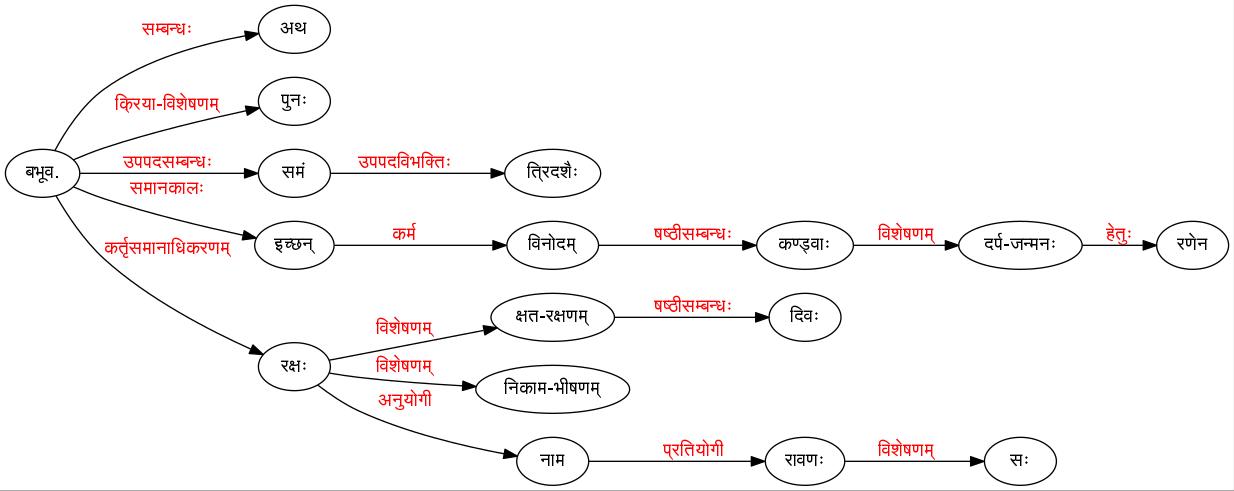 सम्बन्धः अथ
क्रिया-विशेषणम् पुनः
बभूव. उपपदसम्बन्धः समं उपपदविभक्तिः त्रिदशैः
समानकालः
कर्तृसमानाधिकरणम् इच्छन् कर्म विनोदम् षष्ठीसम्बन्धः कण्ड्वाः विशेषणम् दर्प-जन्मनः हेतुः रणेन
विशेषणम् क्षत-रक्षणम् षष्ठीसम्बन्धः दिवः
रक्षः विशेषणम् निकाम-भीषणम्
अनुयोगी
नाम प्रतियोगी रावणः विशेषणम् सः